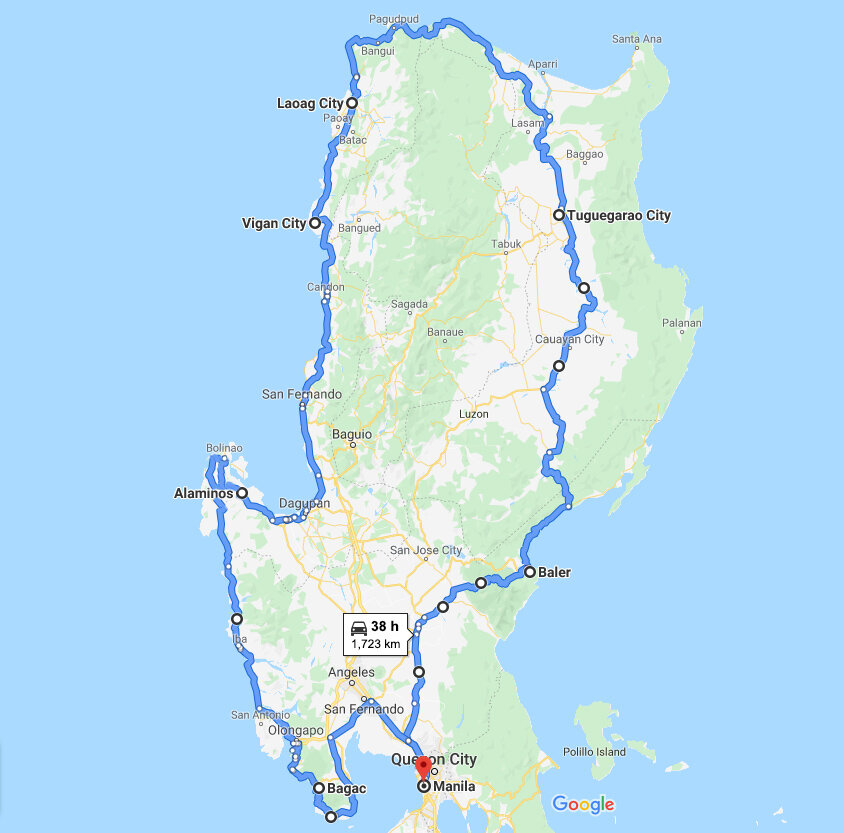 Pagudpud
Bangui
Santa Ana
Aparri
Laoag City
Paoay
Batac
Lasam
Baggao
Tuguegarao City
Vigan City
Bangued
Tabuk
Candon
Sagada
Banaue
Palanan
Cauayan City
San Fernando
Luzon
Baguio
Bolinao
Alaminos
Dagupan
San Jose City
Baler
38 h
1,723 km
Iba
Angeles
San Fernando
San Antonio
Olongapo
Quezon City
Polillo Island
Bagac
Manila
Google